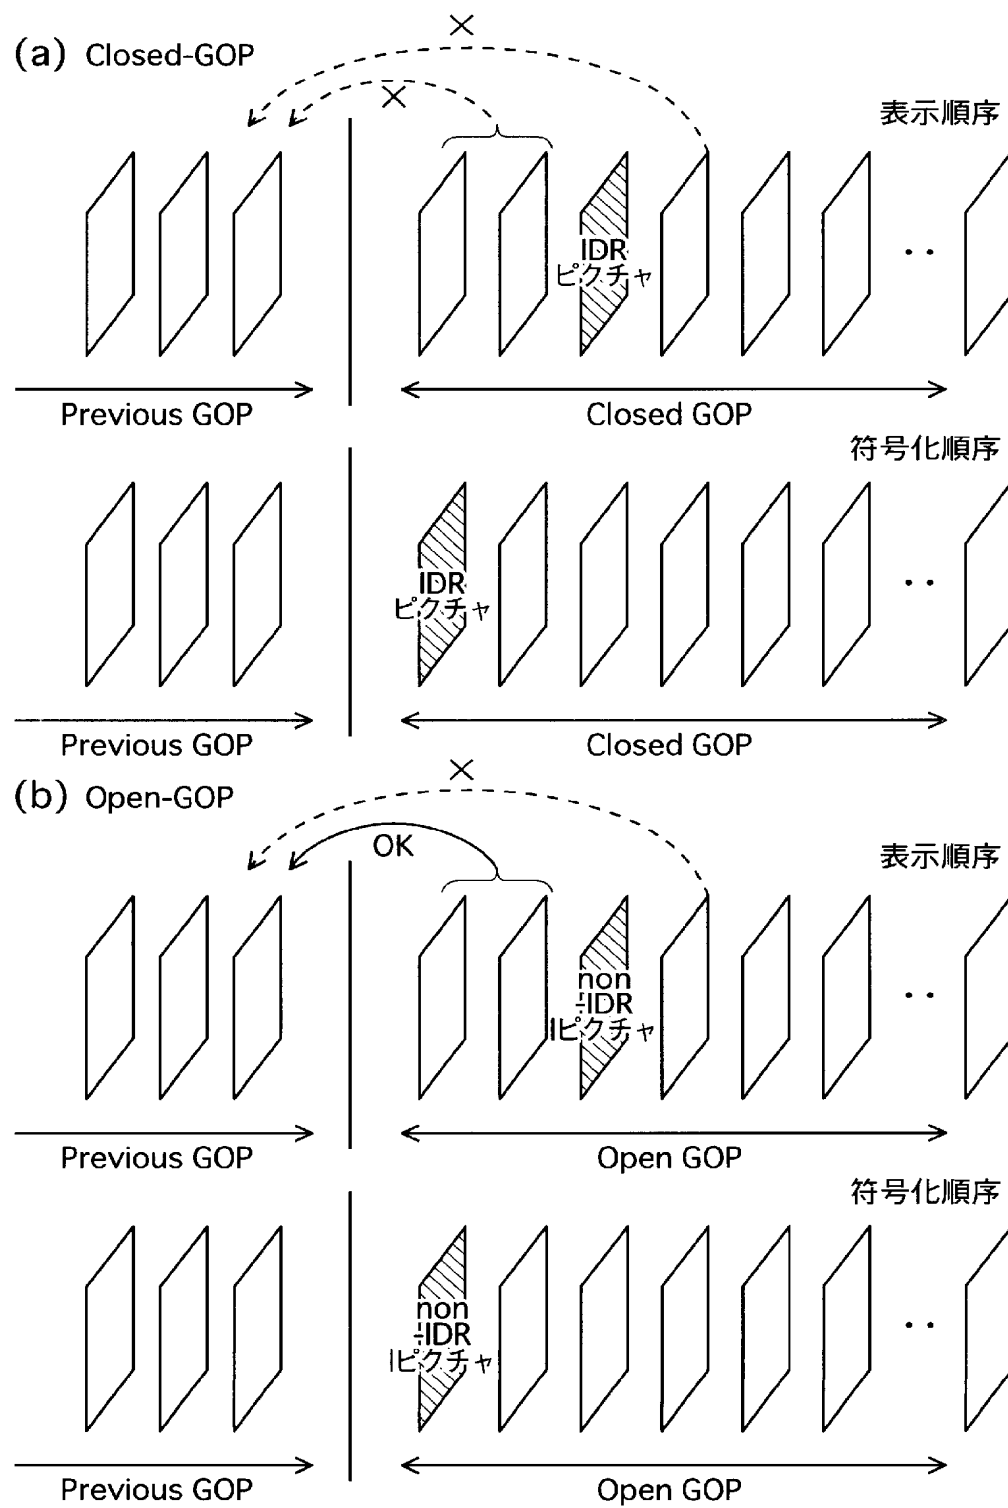 (a) Closed-GOP
×
×
表示順序
IDR
ピクチャ
‥
Previous GOP
Closed GOP
符号化順序
IDR
ピクチャ
‥
Previous GOP
Closed GOP
(b) Open-GOP
×
OK
表示順序
non
-IDR
Iピクチャ
‥
Previous GOP
Open GOP
符号化順序
non
-IDR
Iピクチャ
‥
Previous GOP
Open GOP